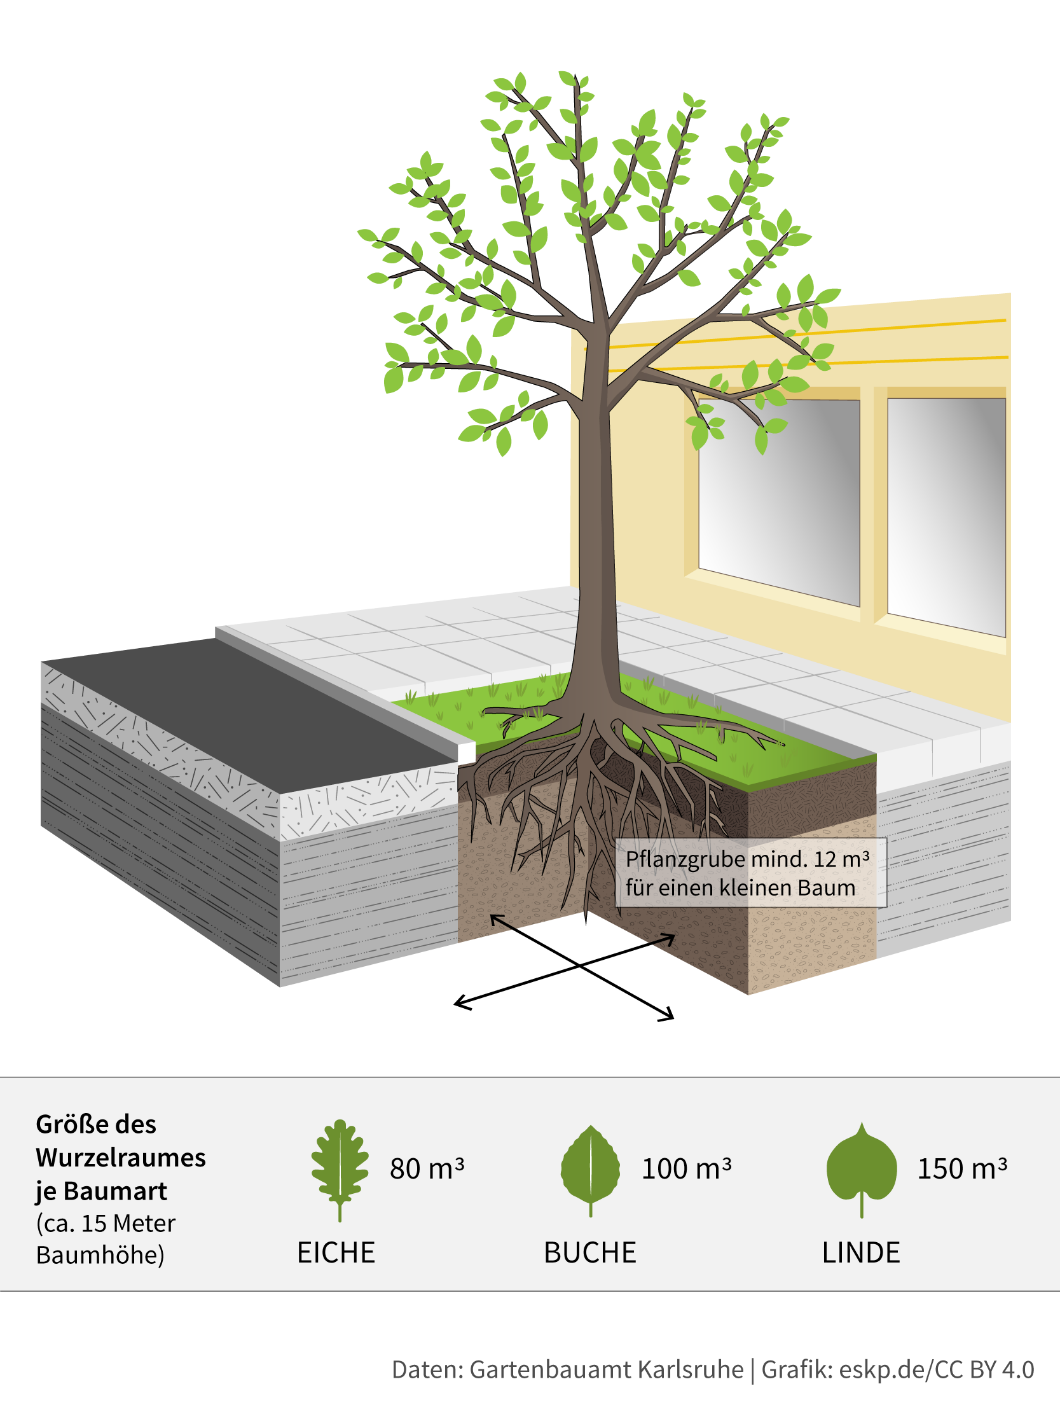 Pflanzgrube mind. 12 m³
für einen kleinen Baum
Größe des
Wurzelraumes
je Baumart
(ca. 15 Meter
Baumhöhe)
80 m³
EICHE
100 m³
BUCHE
150 m³
LINDE
Daten: Gartenbauamt Karlsruhe | Grafik: eskp.de/CC BY 4.0